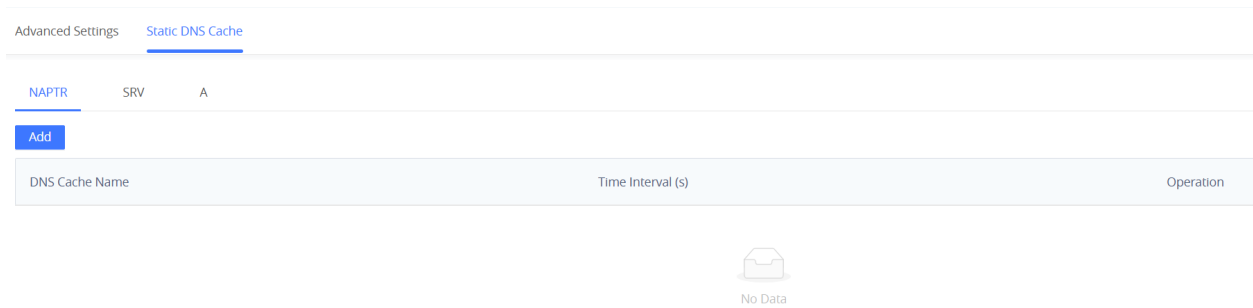 Advanced Settings Static DNS Cache
NAPTR SRV A
Add
DNS Cache Name Time Interval (s) Operation
No Data